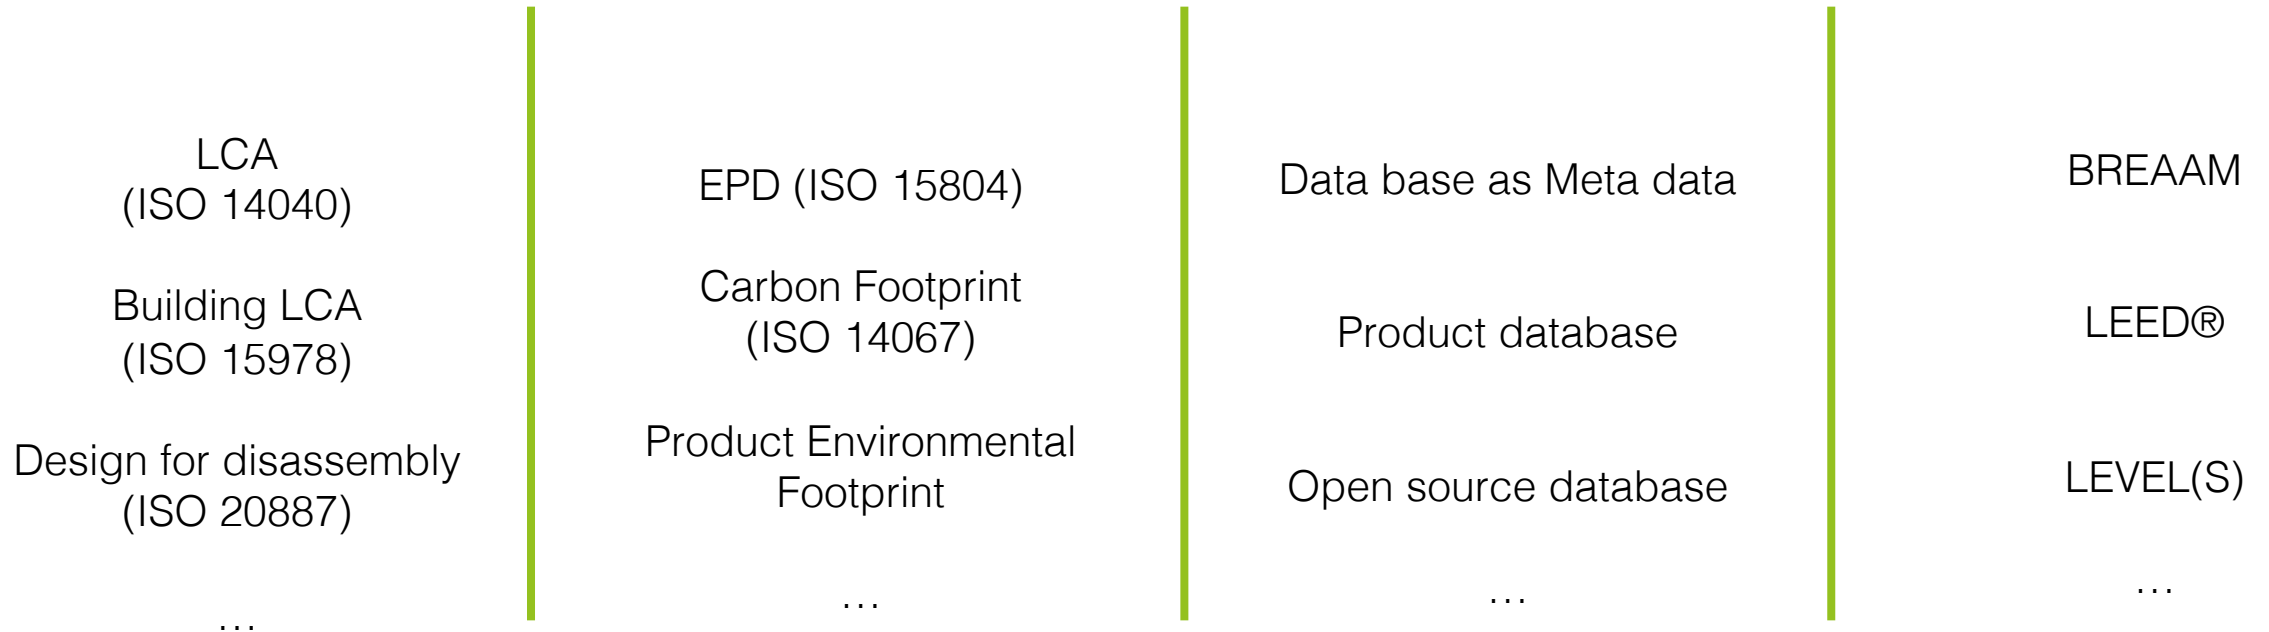 LCA
(ISO 14040)
Building LCA
(ISO 15978)
Design for disassembly
(ISO 20887)
...
EPD (ISO 15804)
Carbon Footprint
(ISO 14067)
Product Environmental
Footprint
...
Data base as Meta data
Product database
Open source database
...
BREAAM
LEED®
LEVEL(S)
...